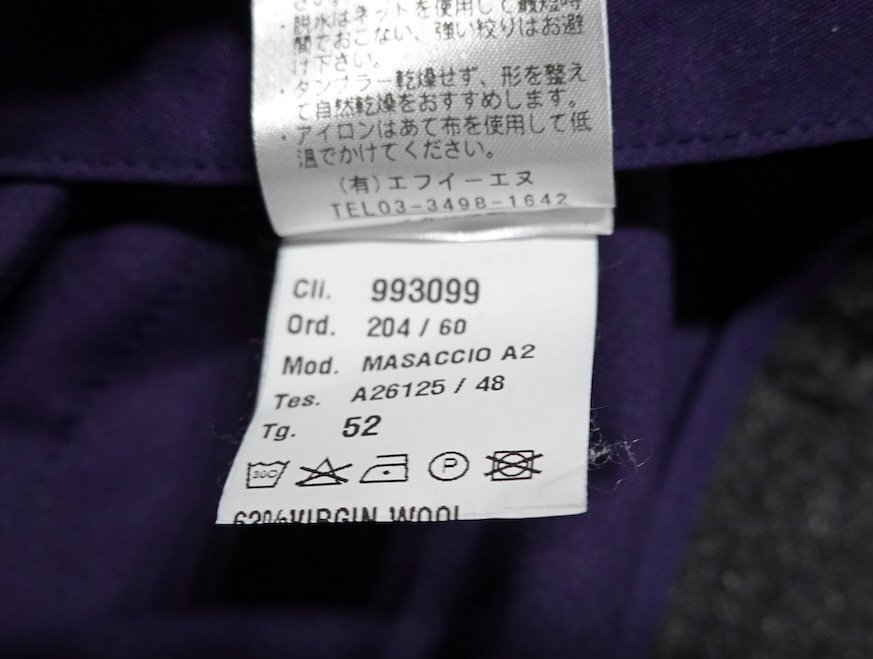 ・脱水はネットを使用して最短時
間でおこない、強い絞りはお避
け下さい。
・タンブラー乾燥せず、形を整え
て自然乾燥をおすすめします。
・アイロンはあて布を使用して低
温でかけてください。
(有)エフイーエヌ
TEL03-3498-1642
Cli. 993099
Ord. 204 / 60
Mod. MASACCIO A2
Tes. A26125 / 48
Tg. 52
30C P
62%VIRGIN WOOL